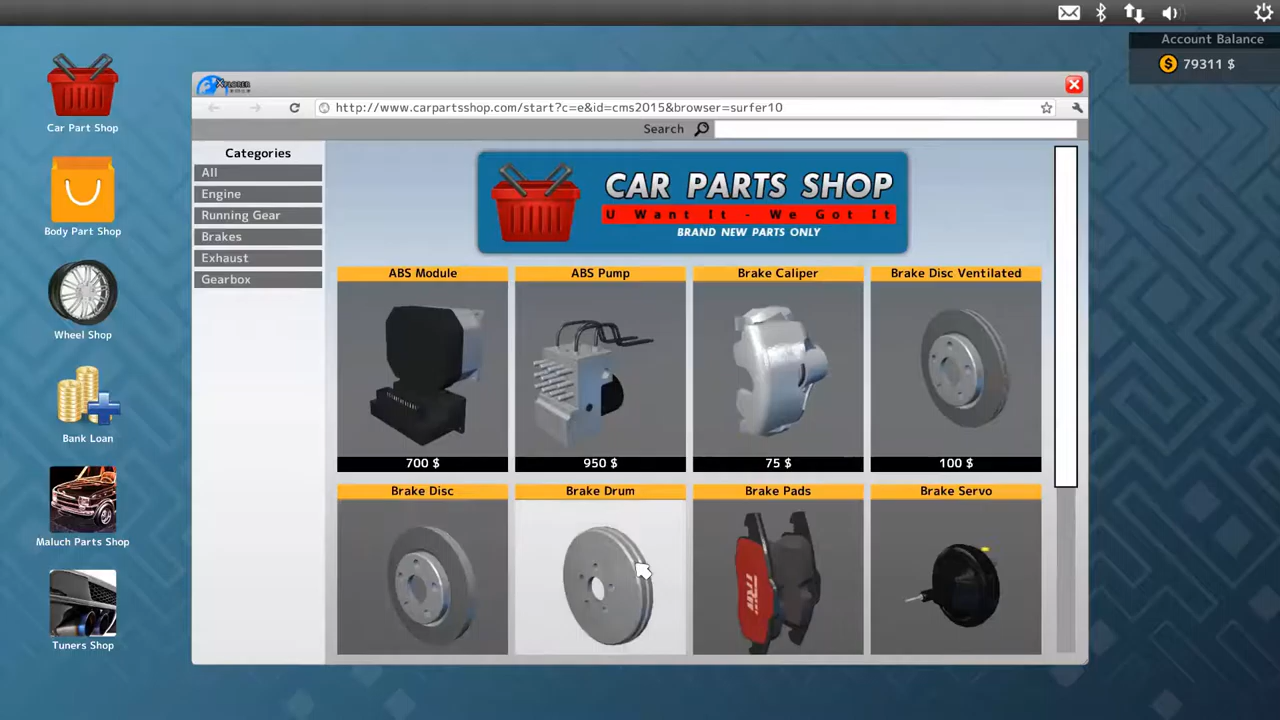 Account Balance
79311 $
Car Part Shop
Body Part Shop
Wheel Shop
Bank Loan
Maluch Parts Shop
Tuners Shop
XPLORER
http://www.carpartsshop.com/start?c=e&id=cms2015&browser=surfer10
Search
Categories
All
Engine
Running Gear
Brakes
Exhaust
Gearbox
CAR PARTS SHOP
U Want It - We Got It
BRAND NEW PARTS ONLY
ABS Module
ABS Pump
Brake Caliper
Brake Disc Ventilated
700 $
950 $
75 $
100 $
Brake Disc
Brake Drum
Brake Pads
Brake Servo
TRW